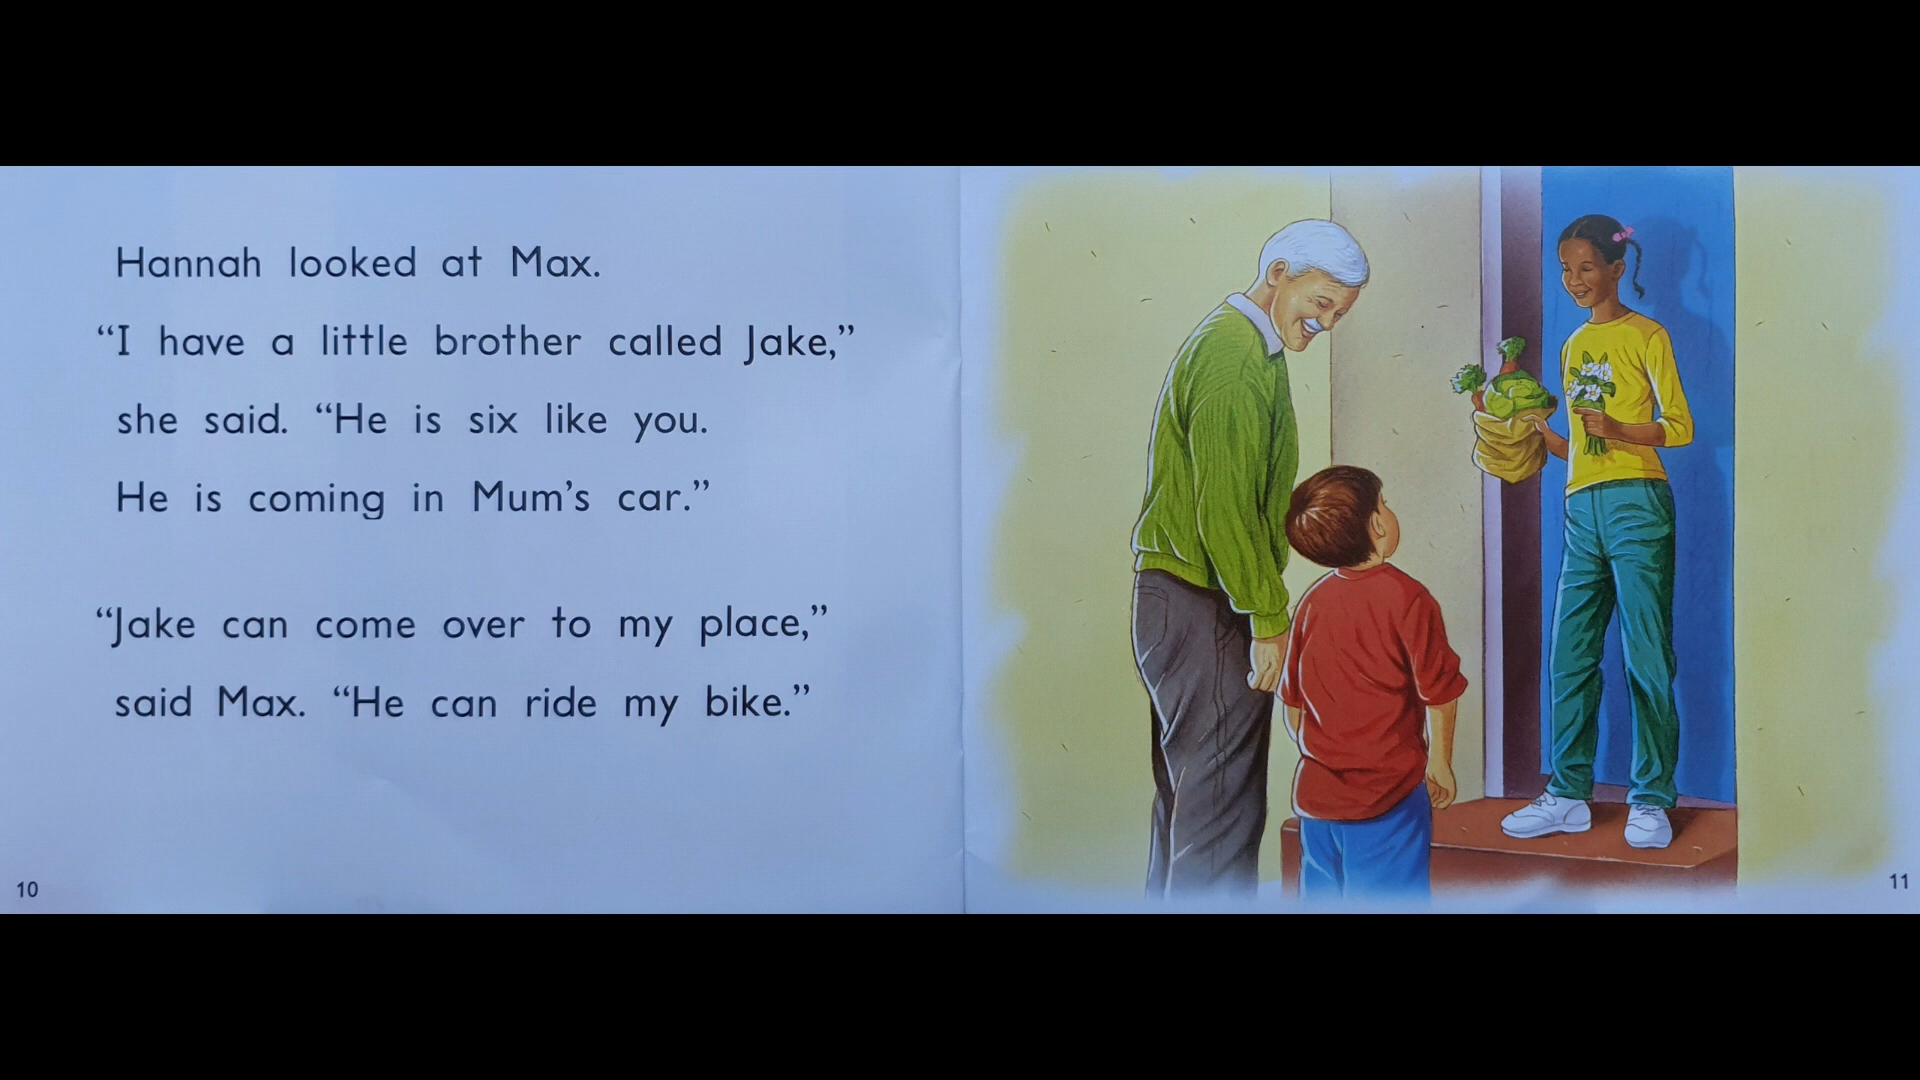 Hannah looked at Max.
“I have a little brother called Jake,”
she said. “He is six like you.
He is coming in Mum’s car.”
“Jake can come over to my place,”
said Max. “He can ride my bike.”
10
11